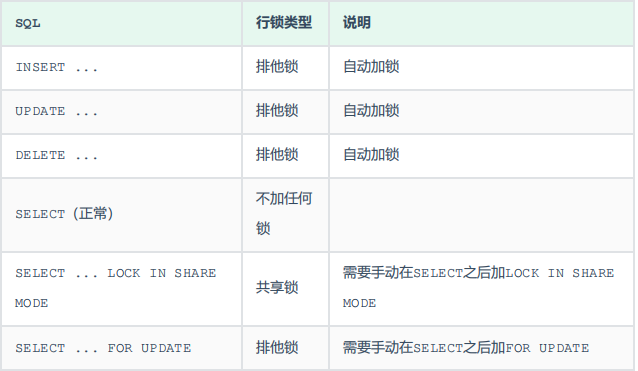 SQL 行锁类型 说明
INSERT ... 排他锁 自动加锁
UPDATE ... 排他锁 自动加锁
DELETE ... 排他锁 自动加锁
SELECT（正常） 不加任何
锁
SELECT ... LOCK IN SHARE
MODE 共享锁 需要手动在SELECT之后加LOCK IN SHARE
MODE
SELECT ... FOR UPDATE 排他锁 需要手动在SELECT之后加FOR UPDATE